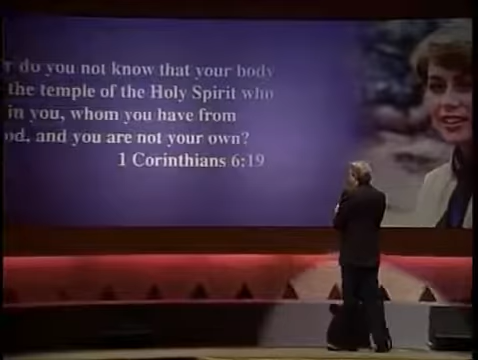 r do you not know that your body
the temple of the Holy Spirit who
in you, whom you have from
od, and you are not your own?
1 Corinthians 6:19